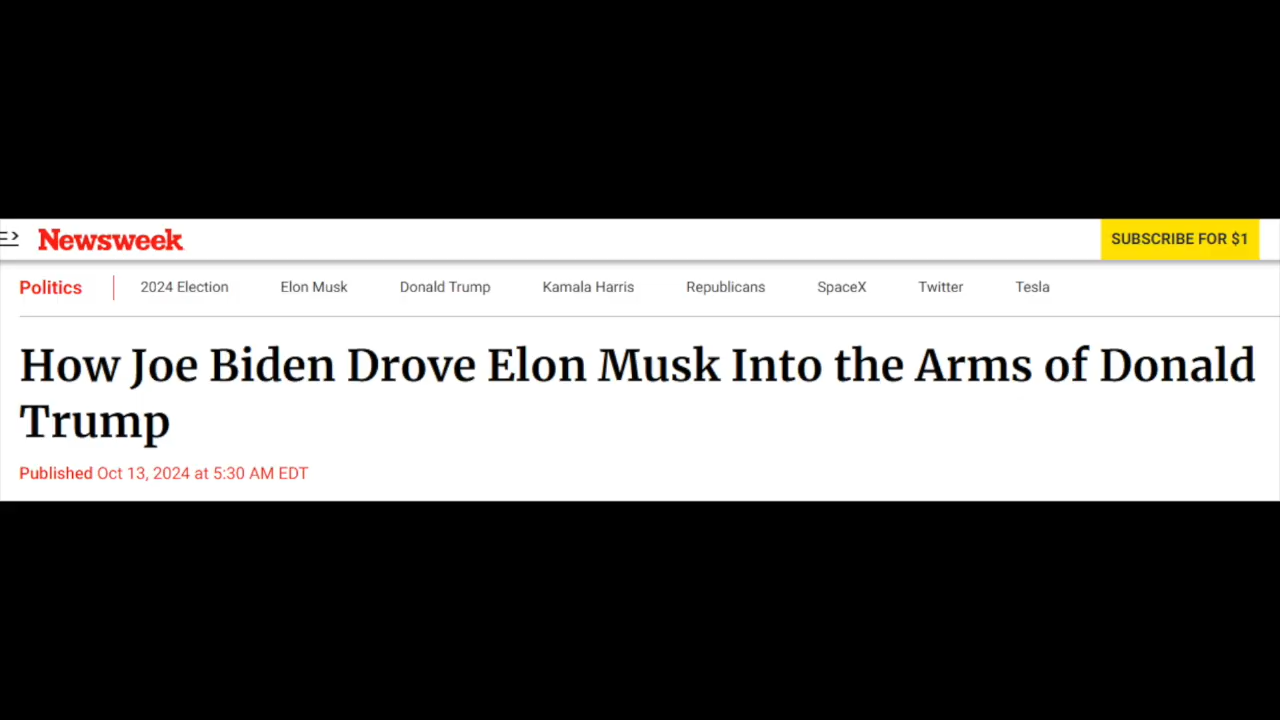 Newsweek SUBSCRIBE FOR $1
Politics 2024 Election Elon Musk Donald Trump Kamala Harris Republicans SpaceX Twitter Tesla
How Joe Biden Drove Elon Musk Into the Arms of Donald
Trump
Published Oct 13, 2024 at 5:30 AM EDT